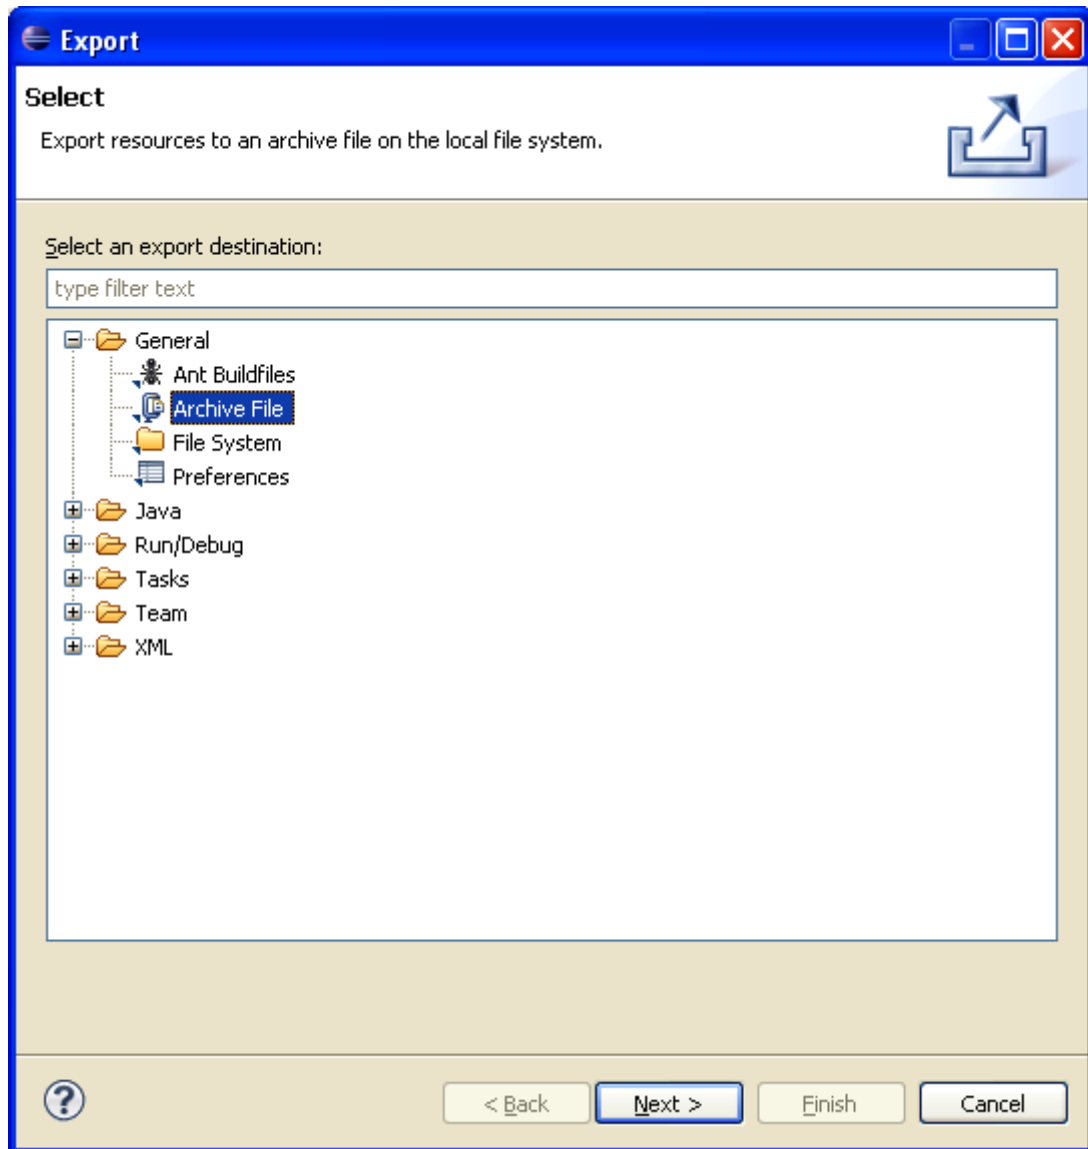 Export
Select
Export resources to an archive file on the local file system.
Select an export destination:
type filter text
General
Ant Buildfiles
Archive File
File System
Preferences
Java
Run/Debug
Tasks
Team
XML
? < Back Next > Finish Cancel